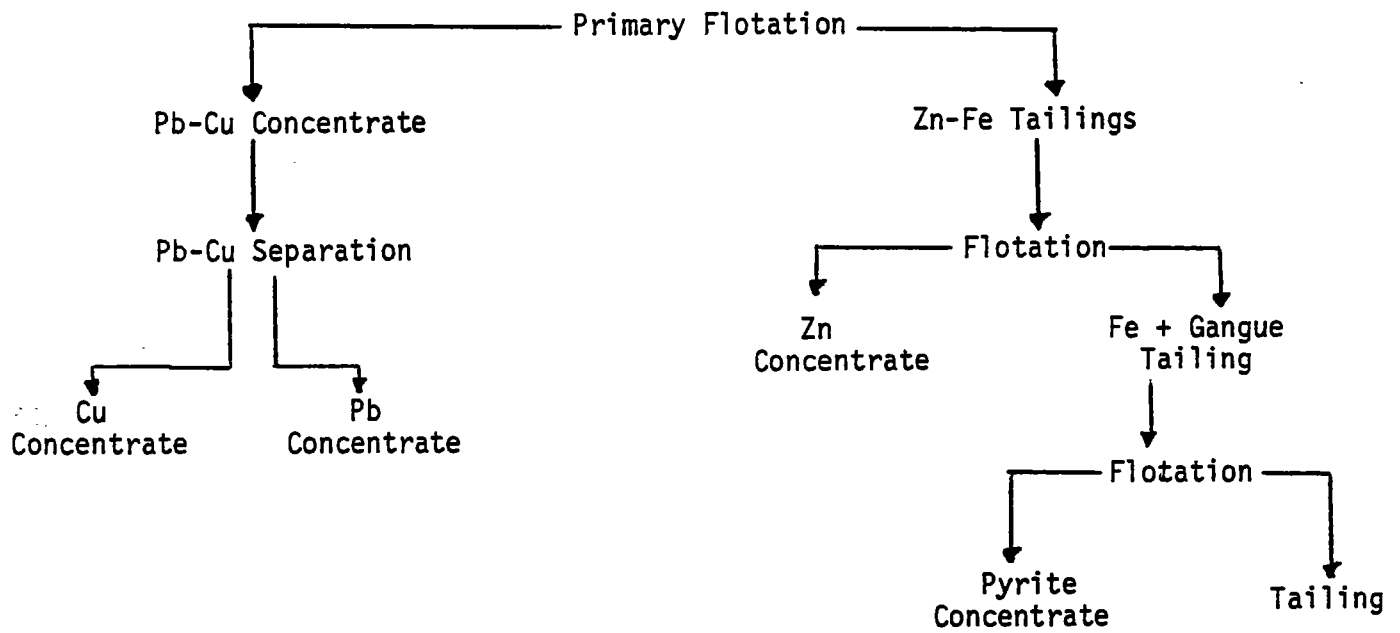 Primary Flotation
Pb-Cu Concentrate
Zn-Fe Tailings
Pb-Cu Separation
Flotation
Zn
Concentrate
Fe + Gangue
Tailing
Cu
Concentrate
Pb
Concentrate
Flotation
Pyrite
Concentrate
Tailing